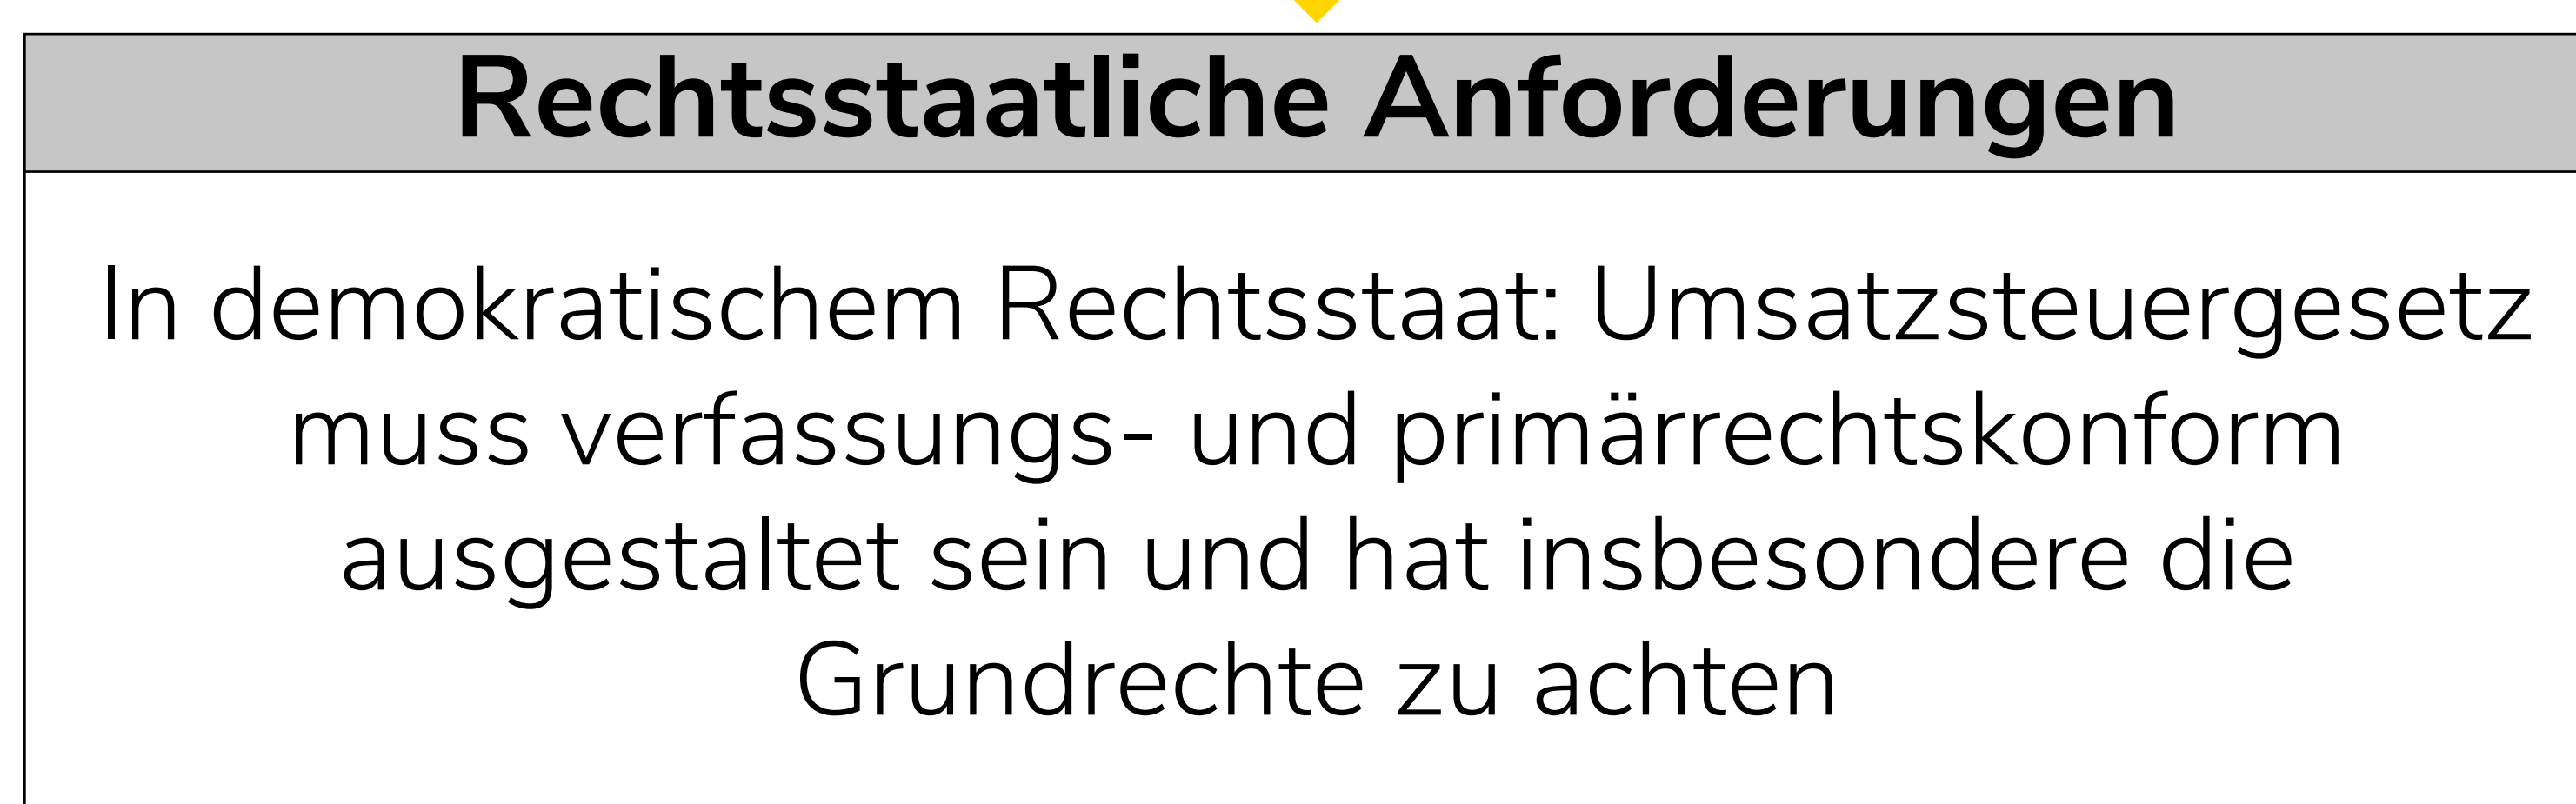 Rechtsstaatliche Anforderungen
In demokratischem Rechtsstaat: Umsatzsteuergesetz
muss verfassungs- und primärrechtskonform
ausgestaltet sein und hat insbesondere die
Grundrechte zu achten